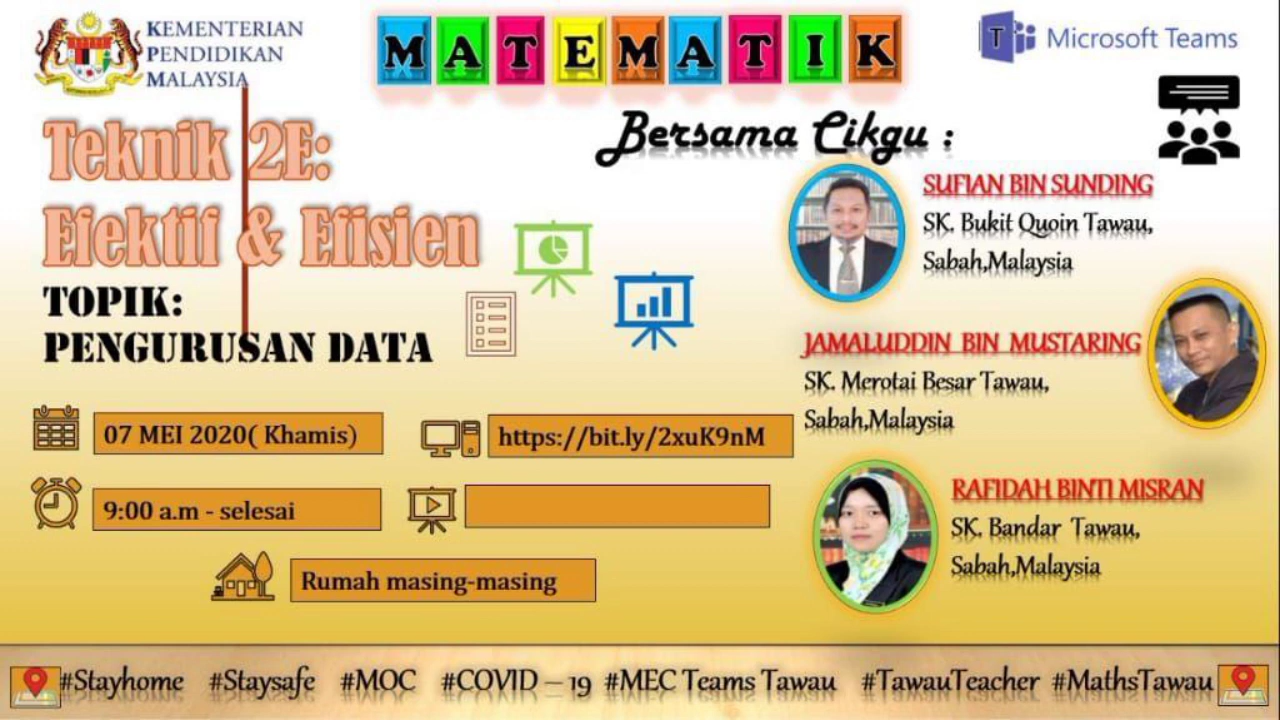 KEMENTERIAN
PENDIDIKAN
MALAYSIA
MATEMATIK
Microsoft Teams
Teknik 2E:
Efektif & Efisien
TOPIK:
PENGURUSAN DATA
07 MEI 2020( Khamis)
https://bit.ly/2xuK9nM
9:00 a.m - selesai
Rumah masing-masing
Bersama Cikgu :
SUFIAN BIN SUNDING
SK. Bukit Quoin Tawau,
Sabah,Malaysia
JAMALUDDIN BIN MUSTARING
SK. Merotai Besar Tawau,
Sabah,Malaysia
RAFIDAH BINTI MISRAN
SK. Bandar Tawau,
Sabah,Malaysia
#Stayhome #Staysafe #MOC #COVID – 19 #MEC Teams Tawau #TawauTeacher #MathsTawau